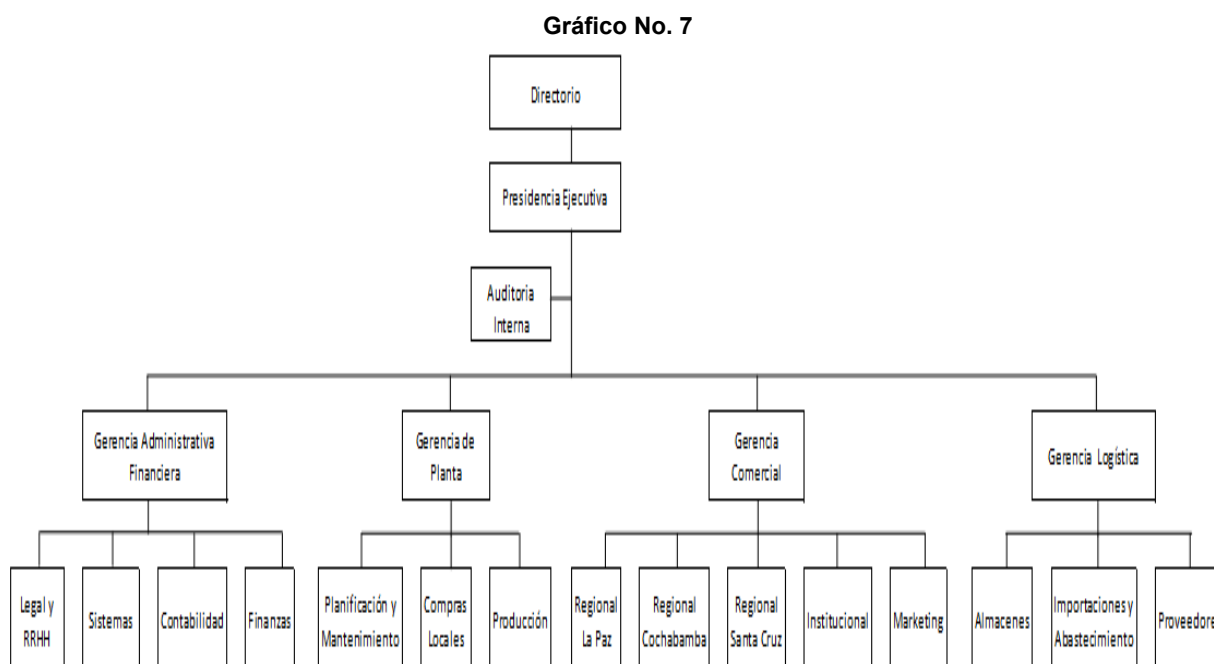 Gráfico No. 7
Directorio
Presidencia Ejecutiva
Auditoria
Interna
Gerencia Administrativa
Financiera
Gerencia de
Planta
Gerencia
Comercial
Gerencia Logística
Legal y
RRHH
Sistemas
Contabilidad
Finanzas
Planificación y
Mantenimiento
Compras
Locales
Producción
Regional
La Paz
Regional
Cochabamba
Regional
Santa Cruz
Institucional
Marketing
Almacenes
Importaciones y
Abastecimiento
Proveedore